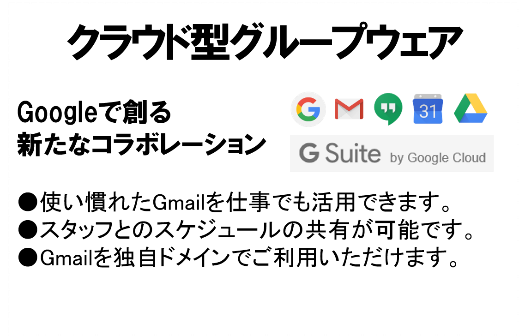 クラウド型グループウェア
Googleで創る
新たなコラボレーション
31
G Suite by Google Cloud
●使い慣れたGmailを仕事でも活用できます。
●スタッフとのスケジュールの共有が可能です。
●Gmailを独自ドメインでご利用いただけます。